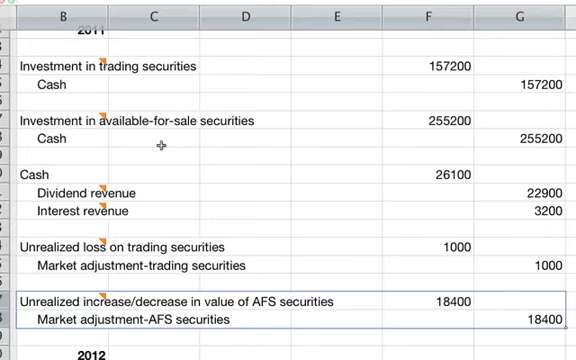 B C D E F G
2011
Investment in trading securities 157200
Cash 157200
Investment in available-for-sale securities 255200
Cash 255200
Cash 26100
Dividend revenue 22900
Interest revenue 3200
Unrealized loss on trading securities 1000
Market adjustment-trading securities 1000
Unrealized increase/decrease in value of AFS securities 18400
Market adjustment-AFS securities 18400
2012